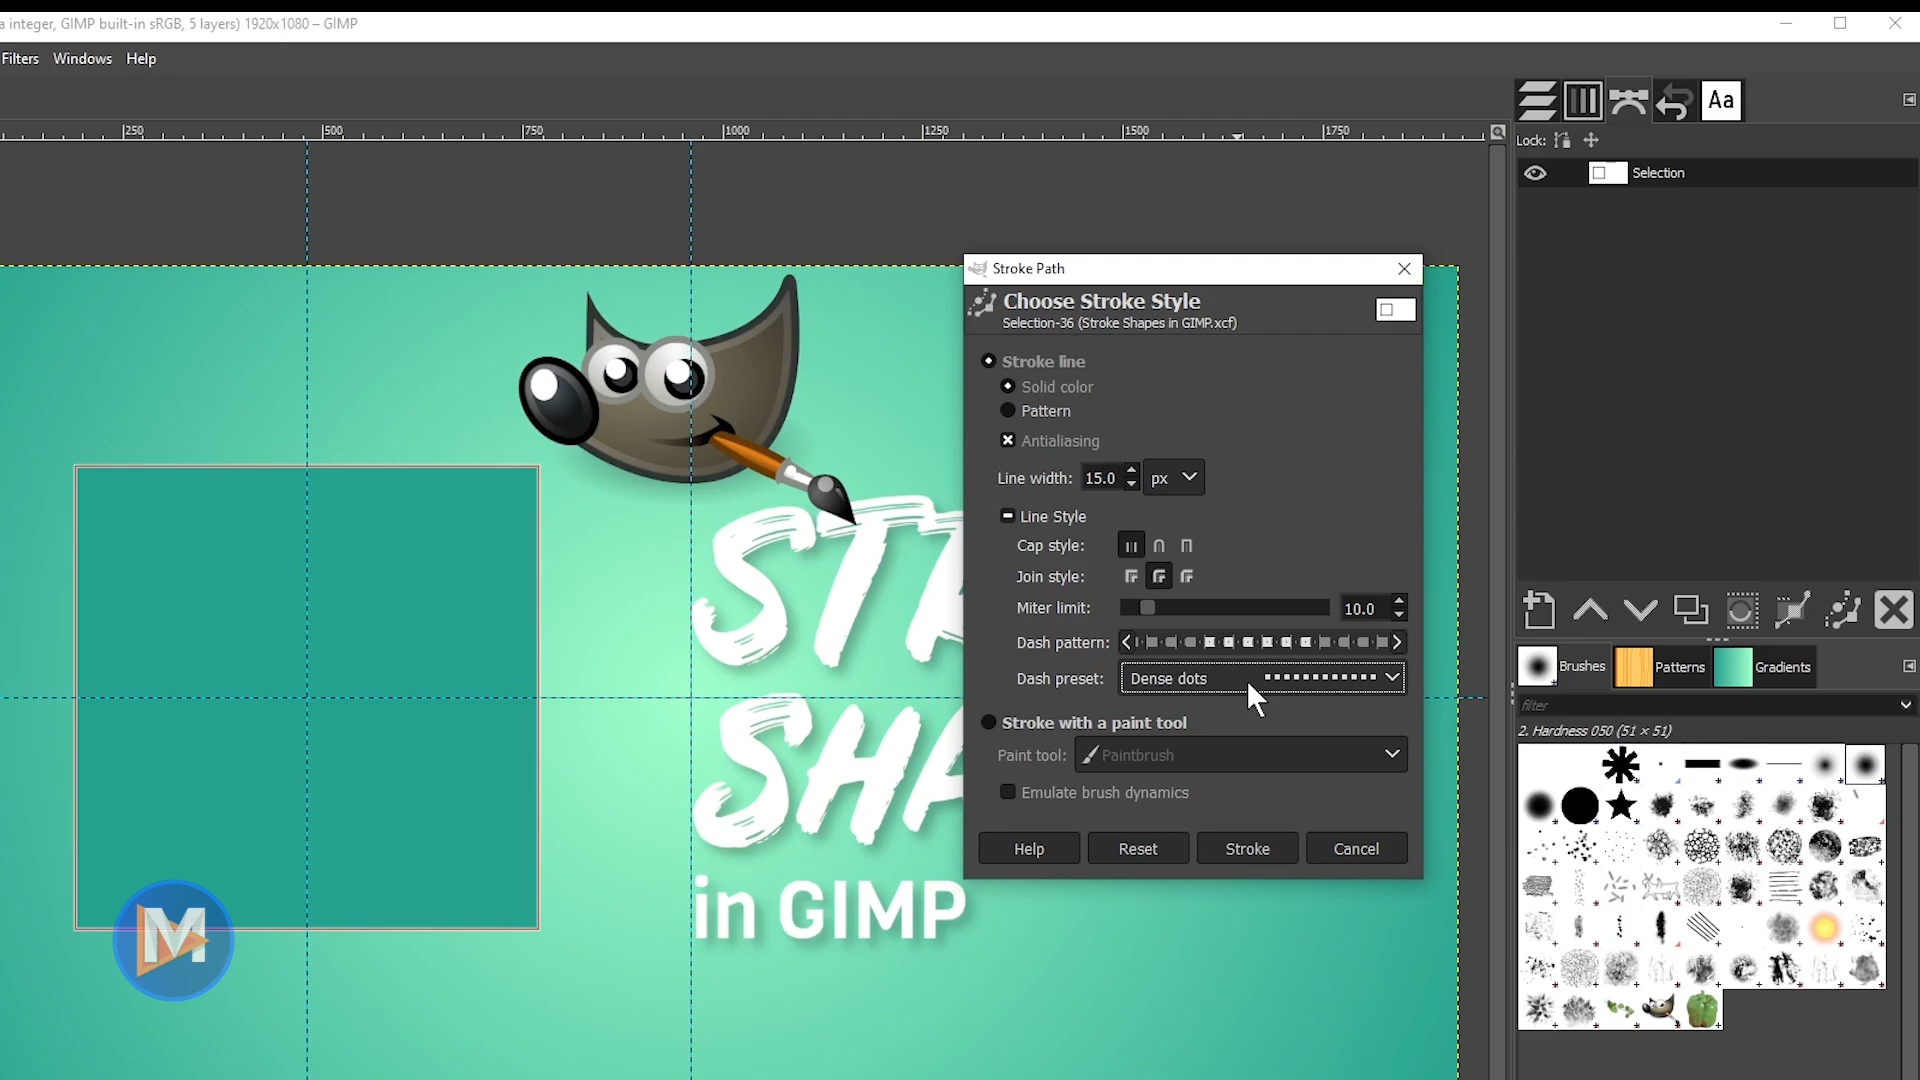 a integer, GIMP built-in sRGB, 5 layers) 1920x1080 – GIMP
Filters Windows Help
250 500 750 1000 1250 1500 1750
Aa
Lock:
Selection
Stroke Path
Choose Stroke Style
Selection-36 (Stroke Shapes in GIMP.xcf)
Stroke line
Solid color
Pattern
Antialiasing
Line width: 15.0 px
Line Style
Cap style:
Join style:
Miter limit: 10.0
Dash pattern:
Dash preset: Dense dots
Stroke with a paint tool
Paint tool: Paintbrush
Emulate brush dynamics
Help Reset Stroke Cancel
Brushes Patterns Gradients
filter
2. Hardness 050 (51 × 51)
in GIMP
M